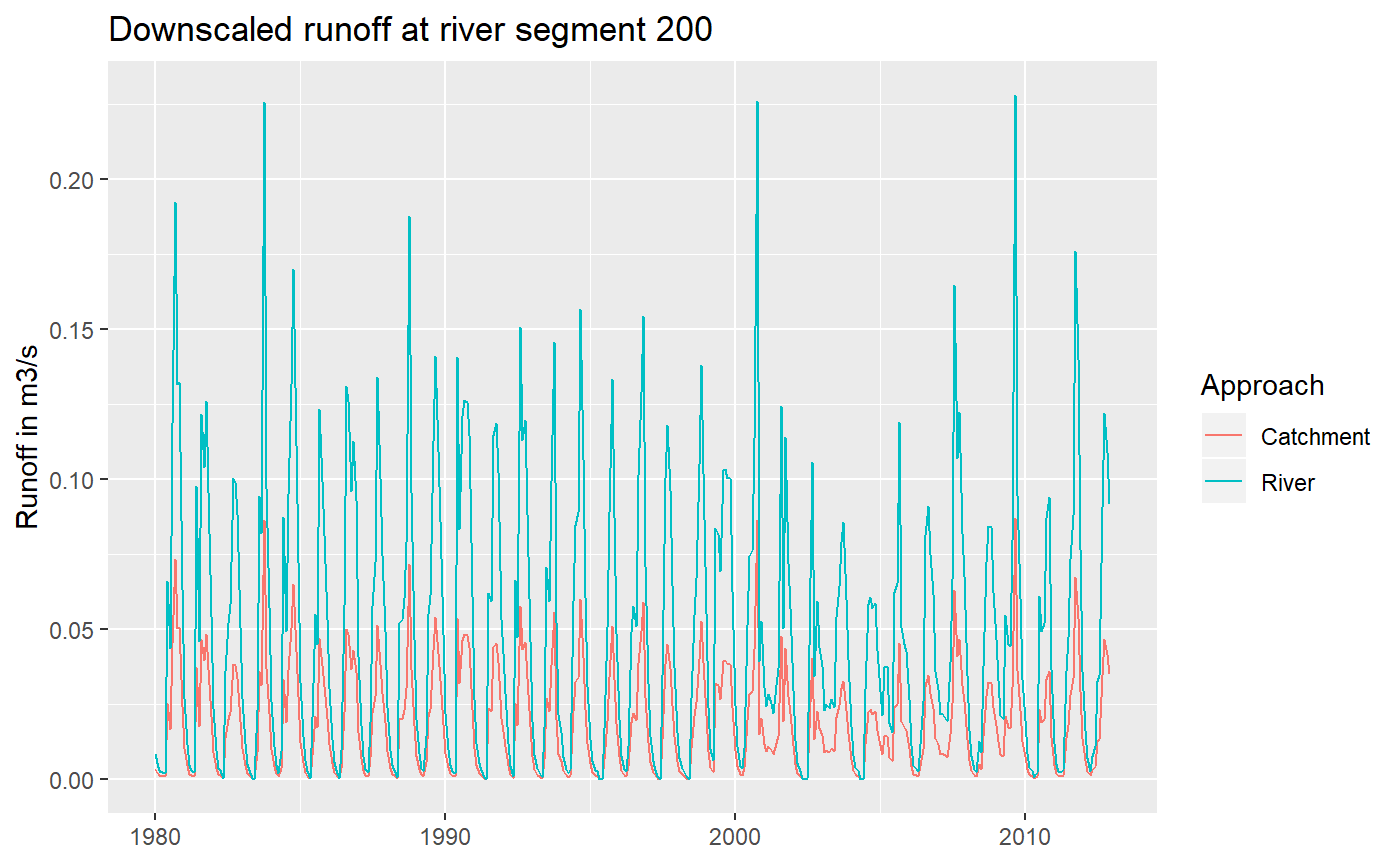 Downscaled runoff at river segment 200
Runoff in m3/s
0.20
0.15
0.10
0.05
0.00
1980
1990
2000
2010
Approach
Catchment
River